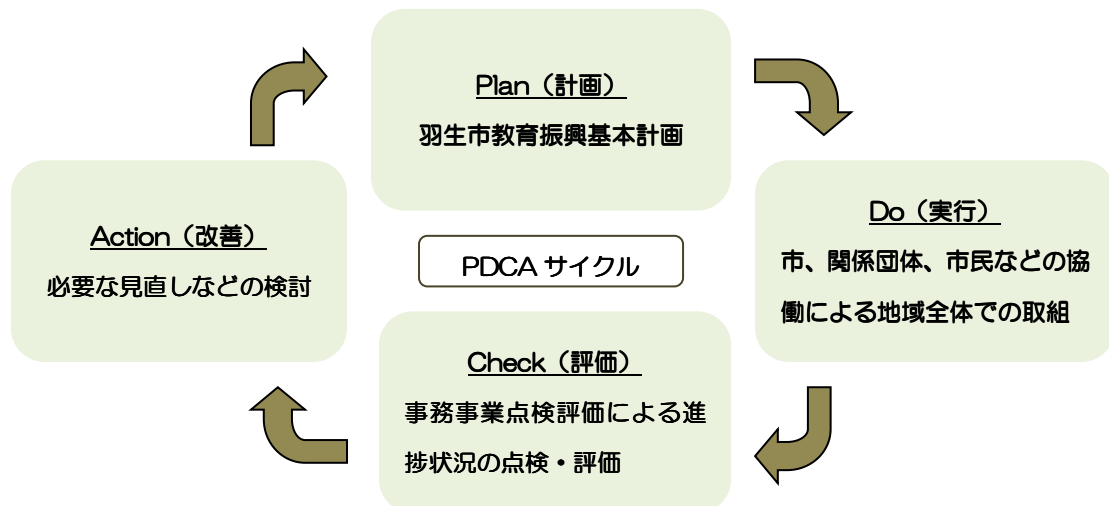 Plan（計画）
羽生市教育振興基本計画
Do（実行）
市、関係団体、市民などの協
働による地域全体での取組
Action（改善）
必要な見直しなどの検討
PDCA サイクル
Check（評価）
事務事業点検評価による進
捗状況の点検・評価